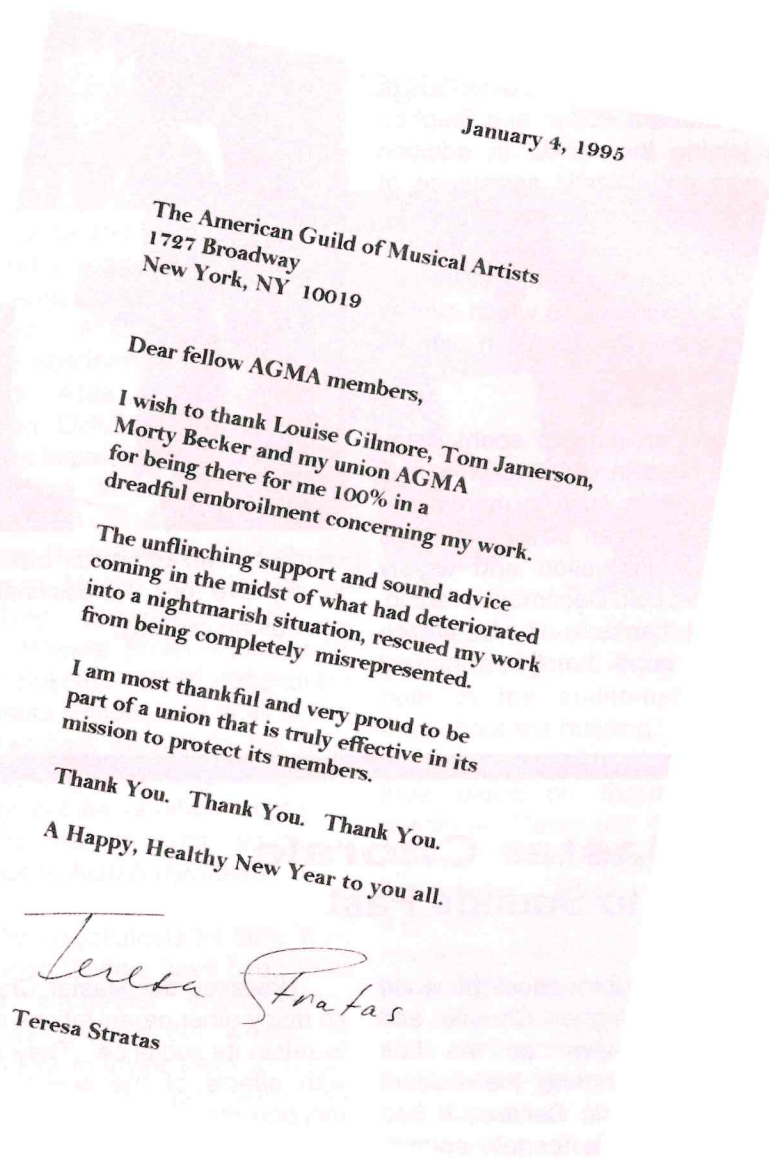 January 4, 1995
The American Guild of Musical Artists
1727 Broadway
New York, NY 10019
Dear fellow AGMA members,
I wish to thank Louise Gilmore, Tom Jamerson,
Morty Becker and my union AGMA
for being there for me 100% in a
dreadful embroilment concerning my work.
The unflinching support and sound advice
coming in the midst of what had deteriorated
into a nightmarish situation, rescued my work
from being completely misrepresented.
I am most thankful and very proud to be
part of a union that is truly effective in its
mission to protect its members.
Thank You. Thank You. Thank You.
A Happy, Healthy New Year to you all.
Teresa Stratas
Teresa Stratas